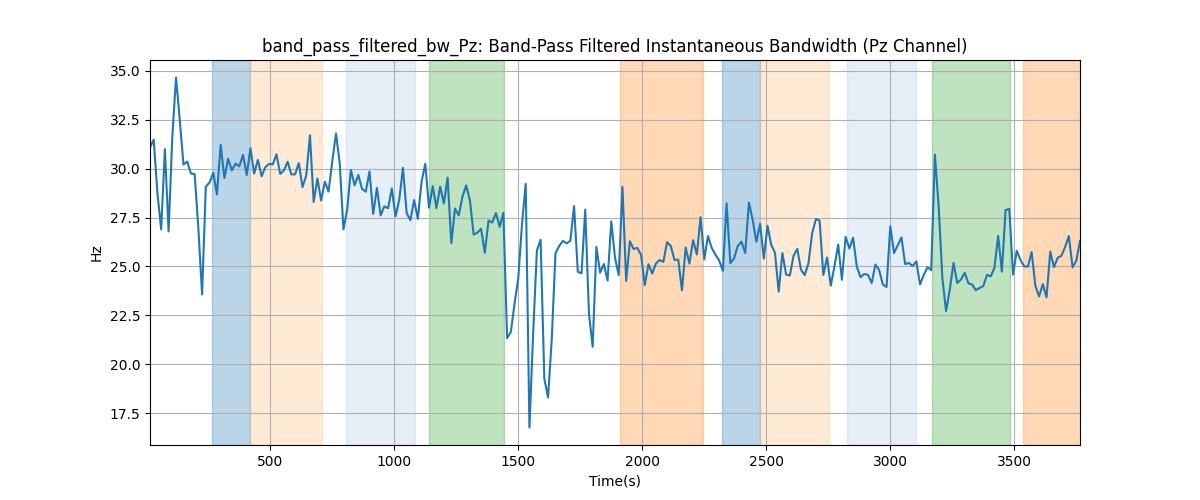 band_pass_filtered_bw_Pz: Band-Pass Filtered Instantaneous Bandwidth (Pz Channel)
35.0
32.5
30.0
27.5
25.0
22.5
20.0
17.5
Hz
500 1000 1500 2000 2500 3000 3500
Time(s)